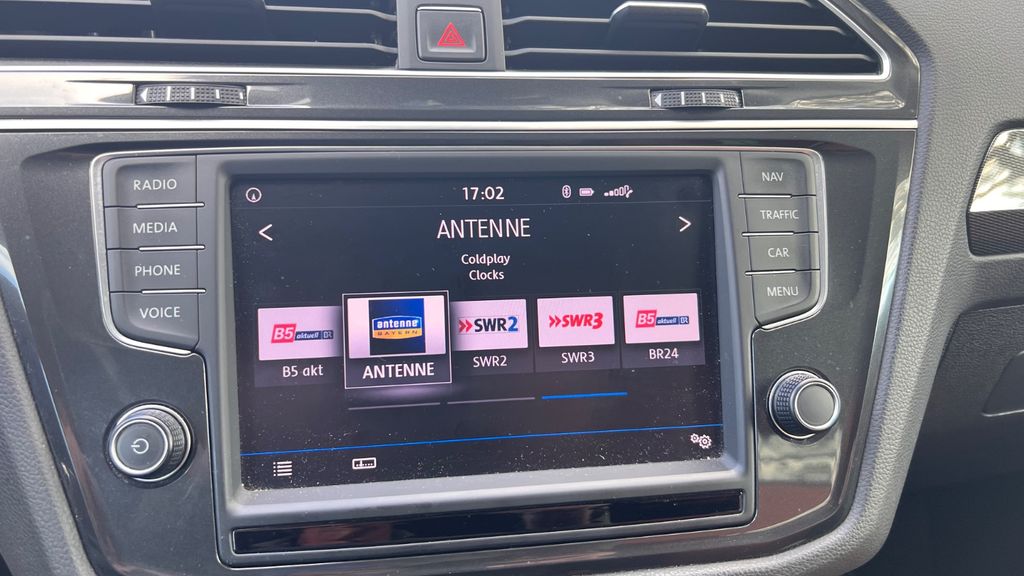 RADIO
MEDIA
PHONE
VOICE
17:02
ANTENNE
Coldplay
Clocks
B5 aktuell BR
B5 akt
antenne
BAYERN
ANTENNE
SWR2
SWR2
SWR3
SWR3
B5 aktuell BR
BR24
NAV
TRAFFIC
CAR
MENU